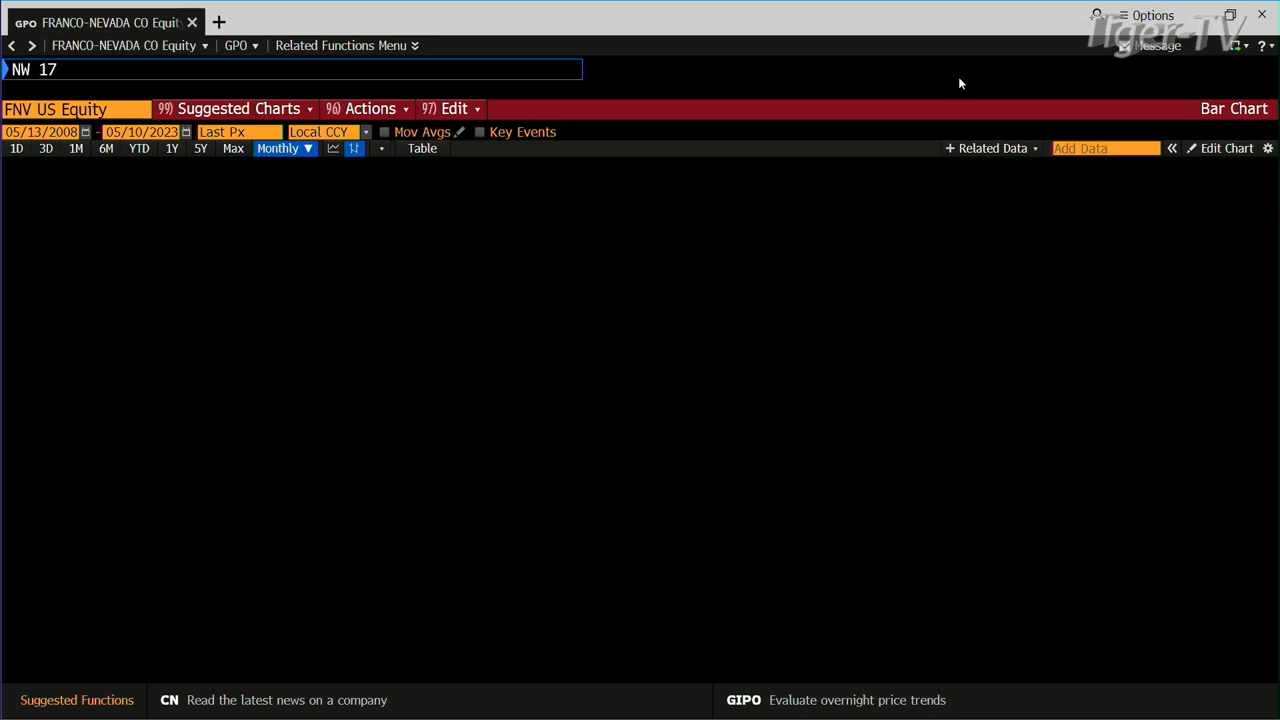 GPO FRANCO-NEVADA CO Equity
Options
Tiger-TV
FRANCO-NEVADA CO Equity GPO Related Functions Menu Message ?
NW 17
FNV US Equity 99) Suggested Charts 96) Actions 97) Edit Bar Chart
05/13/2008 - 05/10/2023 Last Px Local CCY Mov Avgs Key Events
1D 3D 1M 6M YTD 1Y 5Y Max Monthly ▼ Table + Related Data Add Data « Edit Chart
Suggested Functions CN Read the latest news on a company GIPO Evaluate overnight price trends